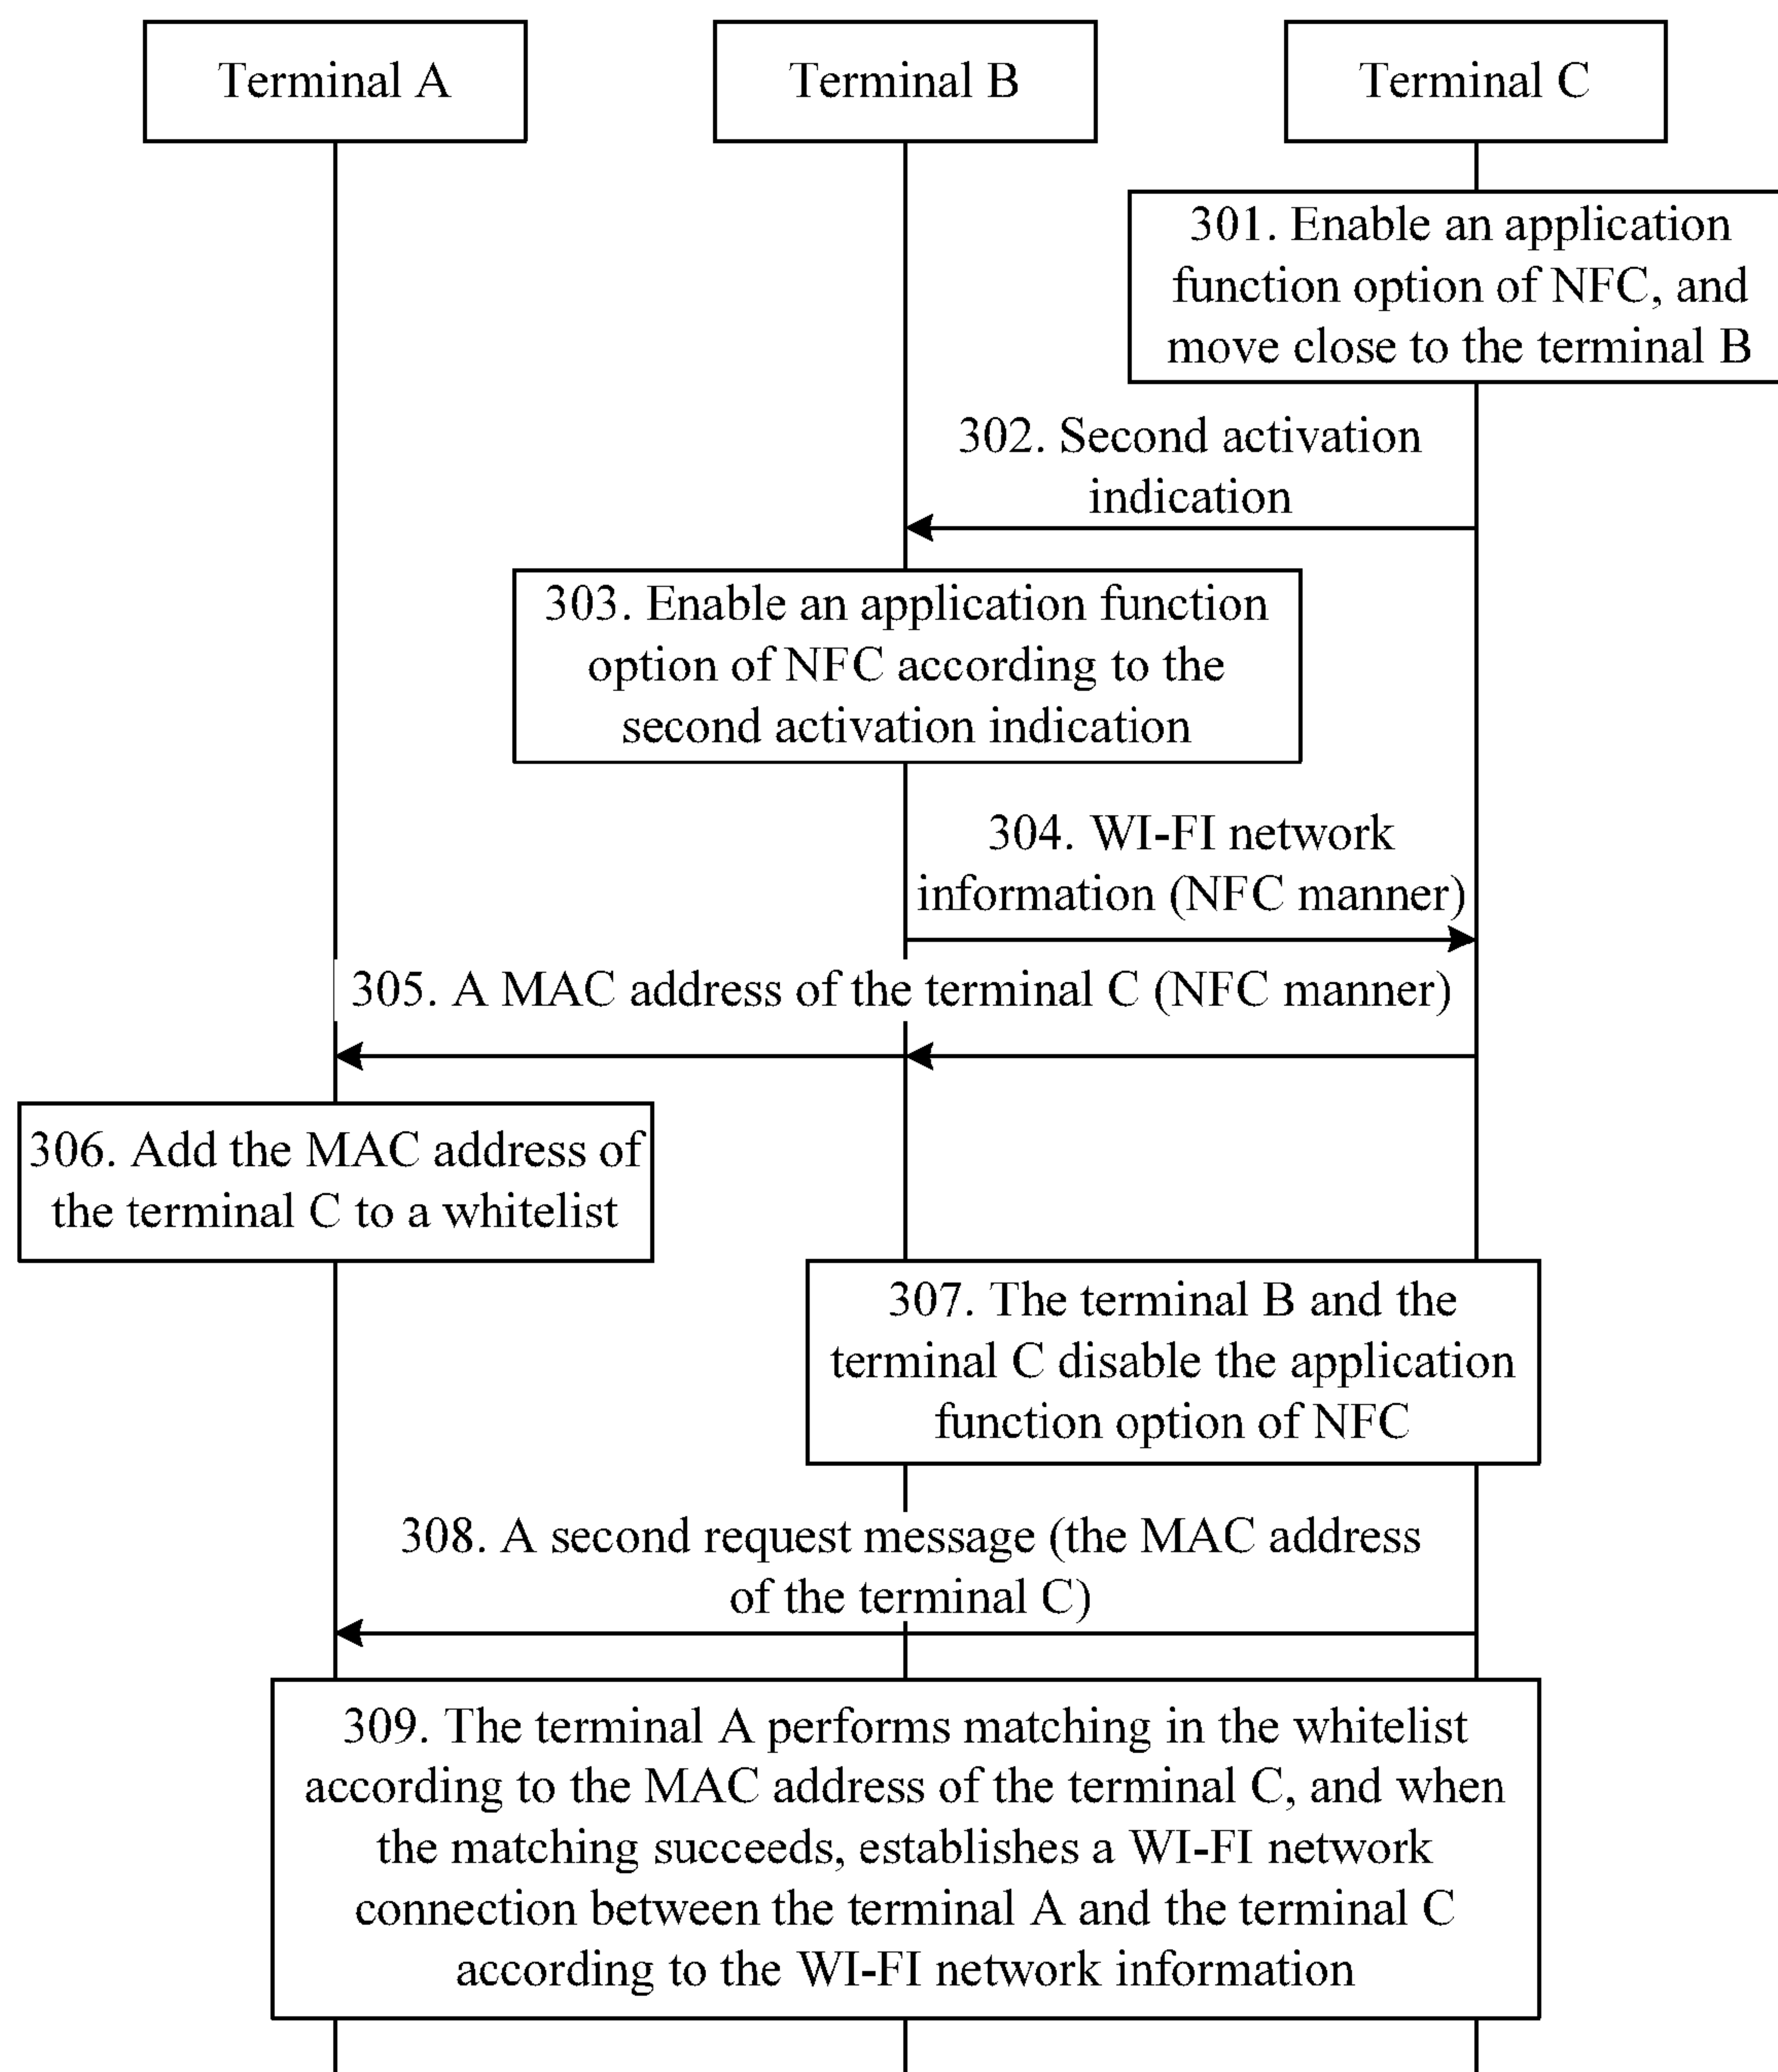 Terminal A
Terminal B
Terminal C
301. Enable an application
function option of NFC, and
move close to the terminal B
302. Second activation
indication
303. Enable an application function
option of NFC according to the
second activation indication
304. WI-FI network
information (NFC manner)
305. A MAC address of the terminal C (NFC manner)
306. Add the MAC address of
the terminal C to a whitelist
307. The terminal B and the
terminal C disable the application
function option of NFC
308. A second request message (the MAC address
of the terminal C)
309. The terminal A performs matching in the whitelist
according to the MAC address of the terminal C, and when
the matching succeeds, establishes a WI-FI network
connection between the terminal A and the terminal C
according to the WI-FI network information